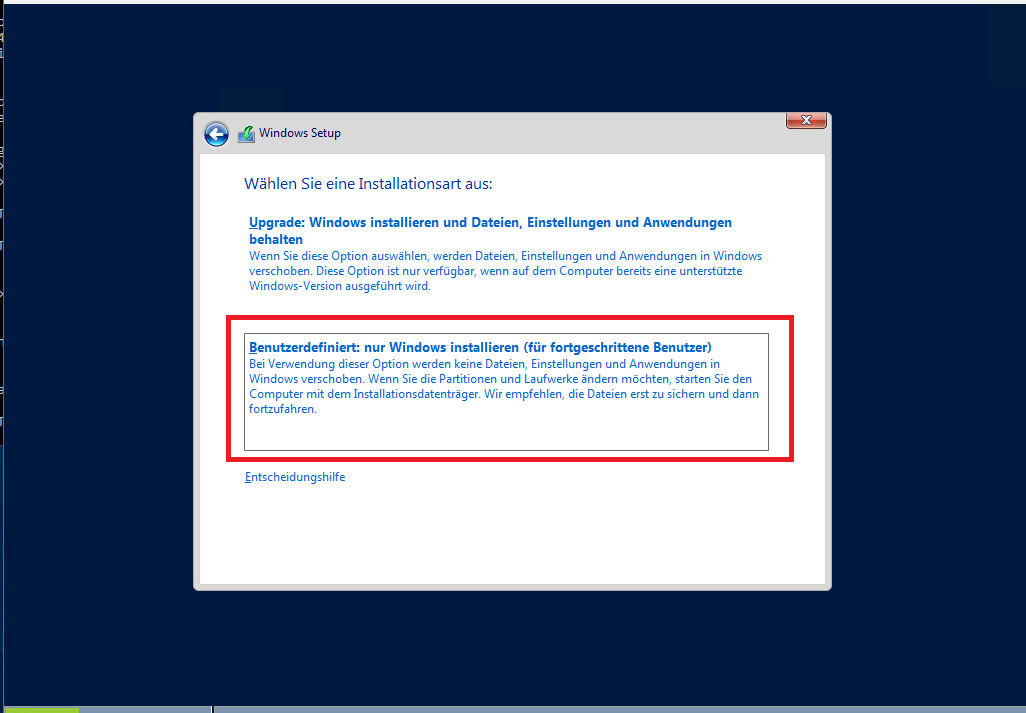 Windows Setup
Wählen Sie eine Installationsart aus:
Upgrade: Windows installieren und Dateien, Einstellungen und Anwendungen
behalten
Wenn Sie diese Option auswählen, werden Dateien, Einstellungen und Anwendungen in Windows
verschoben. Diese Option ist nur verfügbar, wenn auf dem Computer bereits eine unterstützte
Windows-Version ausgeführt wird.
Benutzerdefiniert: nur Windows installieren (für fortgeschrittene Benutzer)
Bei Verwendung dieser Option werden keine Dateien, Einstellungen und Anwendungen in
Windows verschoben. Wenn Sie die Partitionen und Laufwerke ändern möchten, starten Sie den
Computer mit dem Installationsdatenträger. Wir empfehlen, die Dateien erst zu sichern und dann
fortzufahren.
Entscheidungshilfe